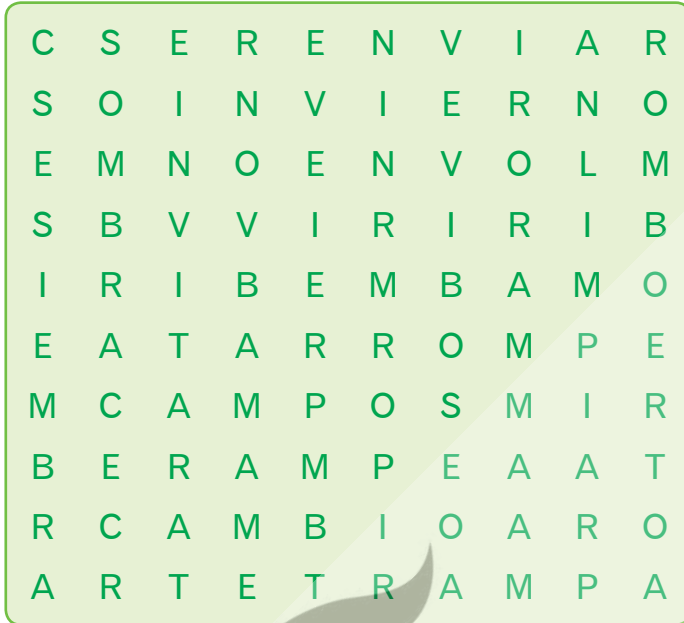 C S E R E N V I A R
S O I N V I E R N O
E M N O E N V O L M
S B V V I R I R I B
I R I B E M B A M O
E A T A R R O M P E
M C A M P O S M I R
B E R A M P E A A T
R C A M B I O A R O
A R T E T R A M P A